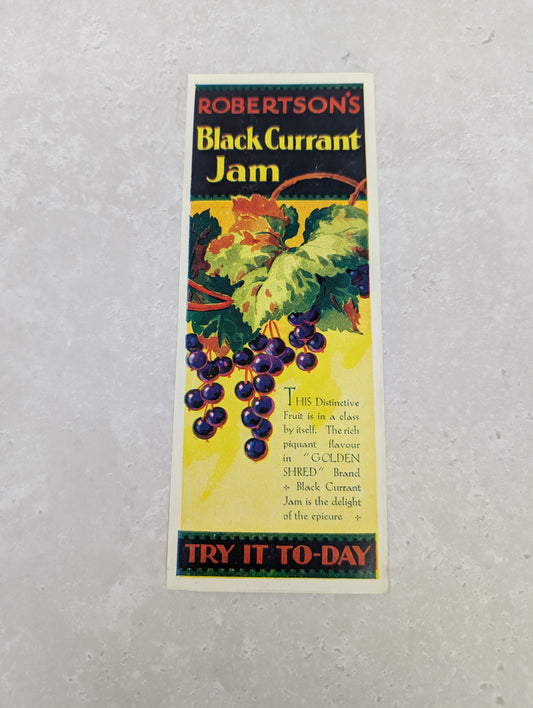 ROBERTSON'S
Black Currant
Jam
THIS Distinctive
Fruit is in a class
by itself. The rich
piquant flavour
in "GOLDEN
SHRED" Brand
÷ Black Currant
Jam is the delight
of the epicure ÷
TRY IT TO-DAY